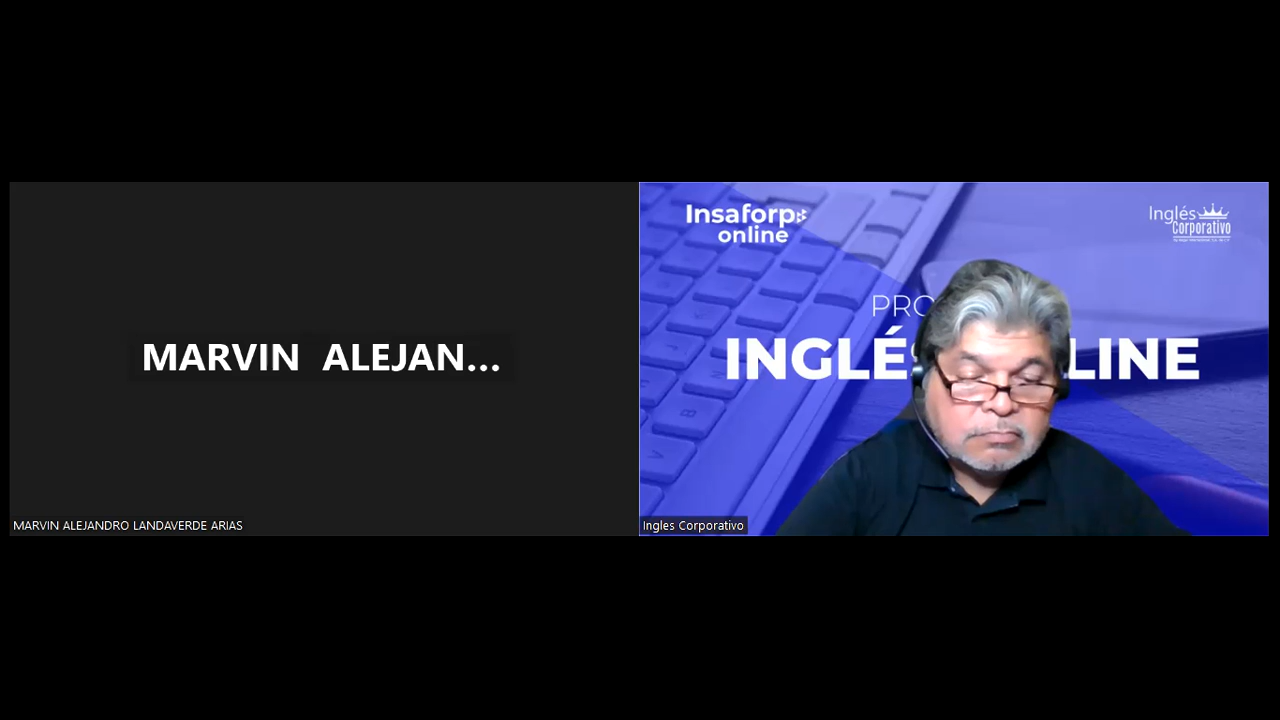 MARVIN ALEJAN...
MARVIN ALEJANDRO LANDAVERDE ARIAS
Insaforp
online
Inglés
Corporativo
PRO
INGLÉS LINE
Ingles Corporativo